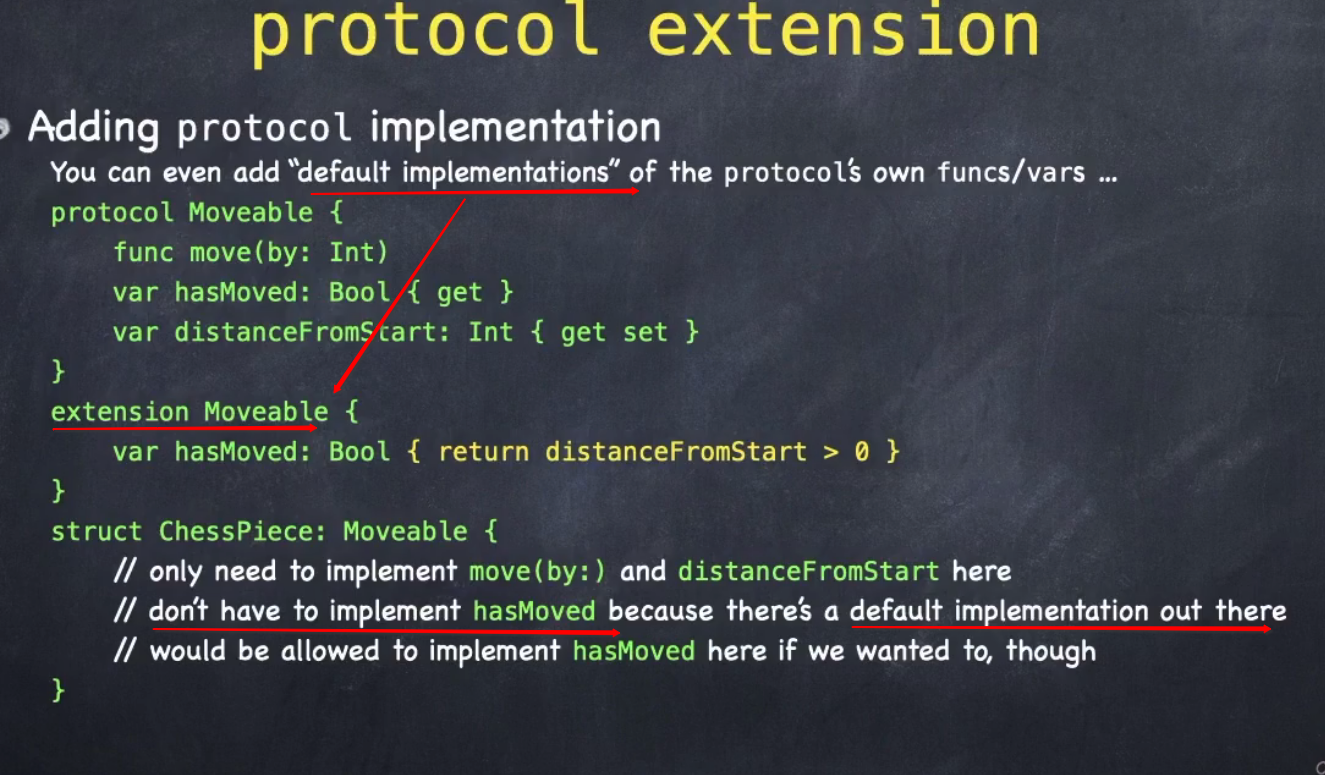 protocol extension
Adding protocol implementation
You can even add “default implementations” of the protocol’s own funcs/vars ...
protocol Moveable {
    func move(by: Int)
    var hasMoved: Bool { get }
    var distanceFromStart: Int { get set }
}
extension Moveable {
    var hasMoved: Bool { return distanceFromStart > 0 }
}
struct ChessPiece: Moveable {
    // only need to implement move(by:) and distanceFromStart here
    // don’t have to implement hasMoved because there’s a default implementation out there
    // would be allowed to implement hasMoved here if we wanted to, though
}